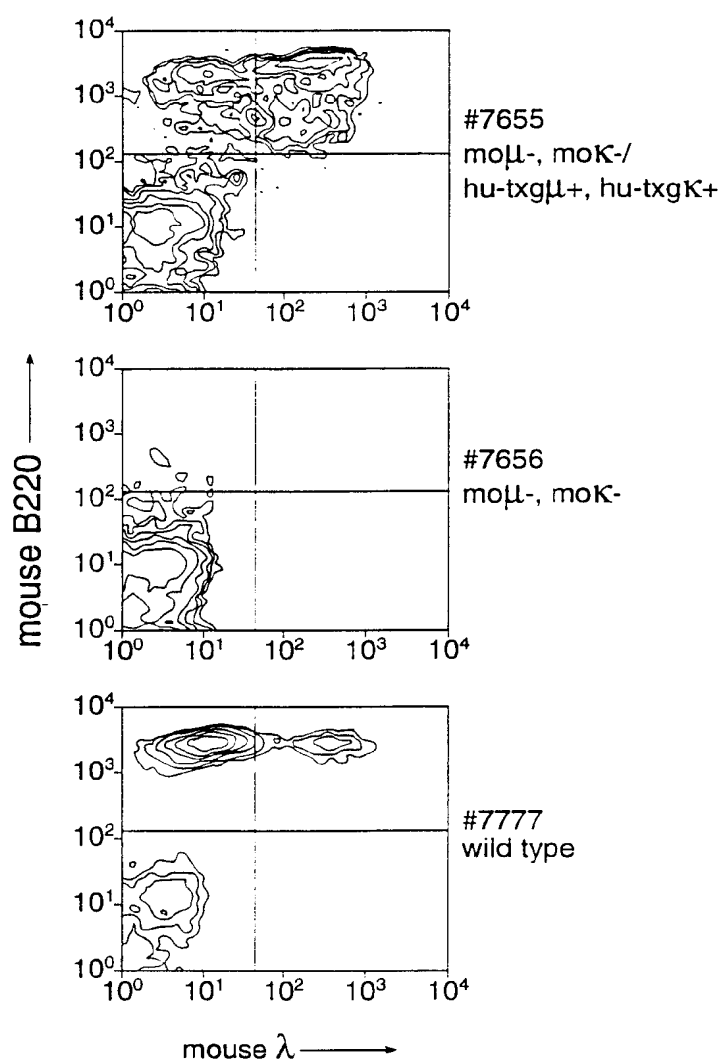 10⁴
10³
10²
10¹
10⁰
10⁰ 10¹ 10² 10³ 10⁴
#7655
moμ-, moκ-/
hu-txgμ+, hu-txgκ+
10⁴
10³
10²
10¹
10⁰
10⁰ 10¹ 10² 10³ 10⁴
#7656
moμ-, moκ-
mouse B220
10⁴
10³
10²
10¹
10⁰
10⁰ 10¹ 10² 10³ 10⁴
#7777
wild type
mouse λ